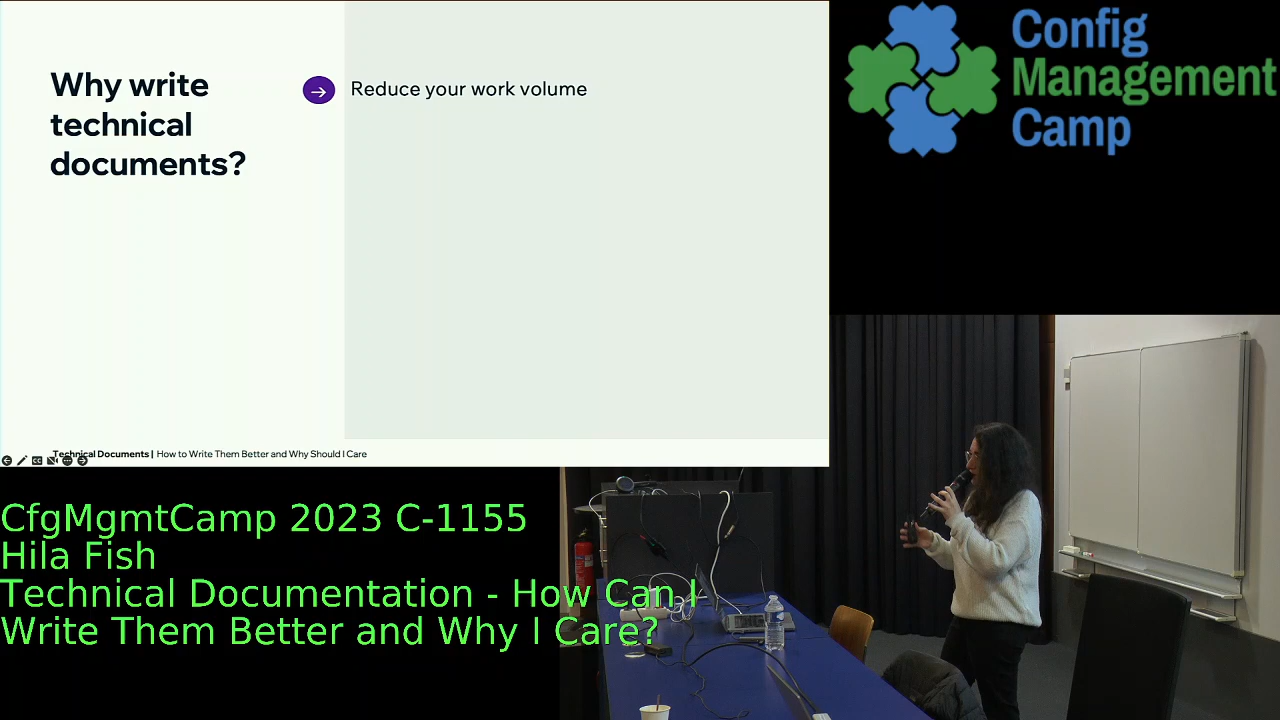 Why write
technical
documents?
Reduce your work volume
Technical Documents | How to Write Them Better and Why Should I Care
Config
Management
Camp
CfgMgmtCamp 2023 C-1155
Hila Fish
Technical Documentation - How Can I
Write Them Better and Why I Care?